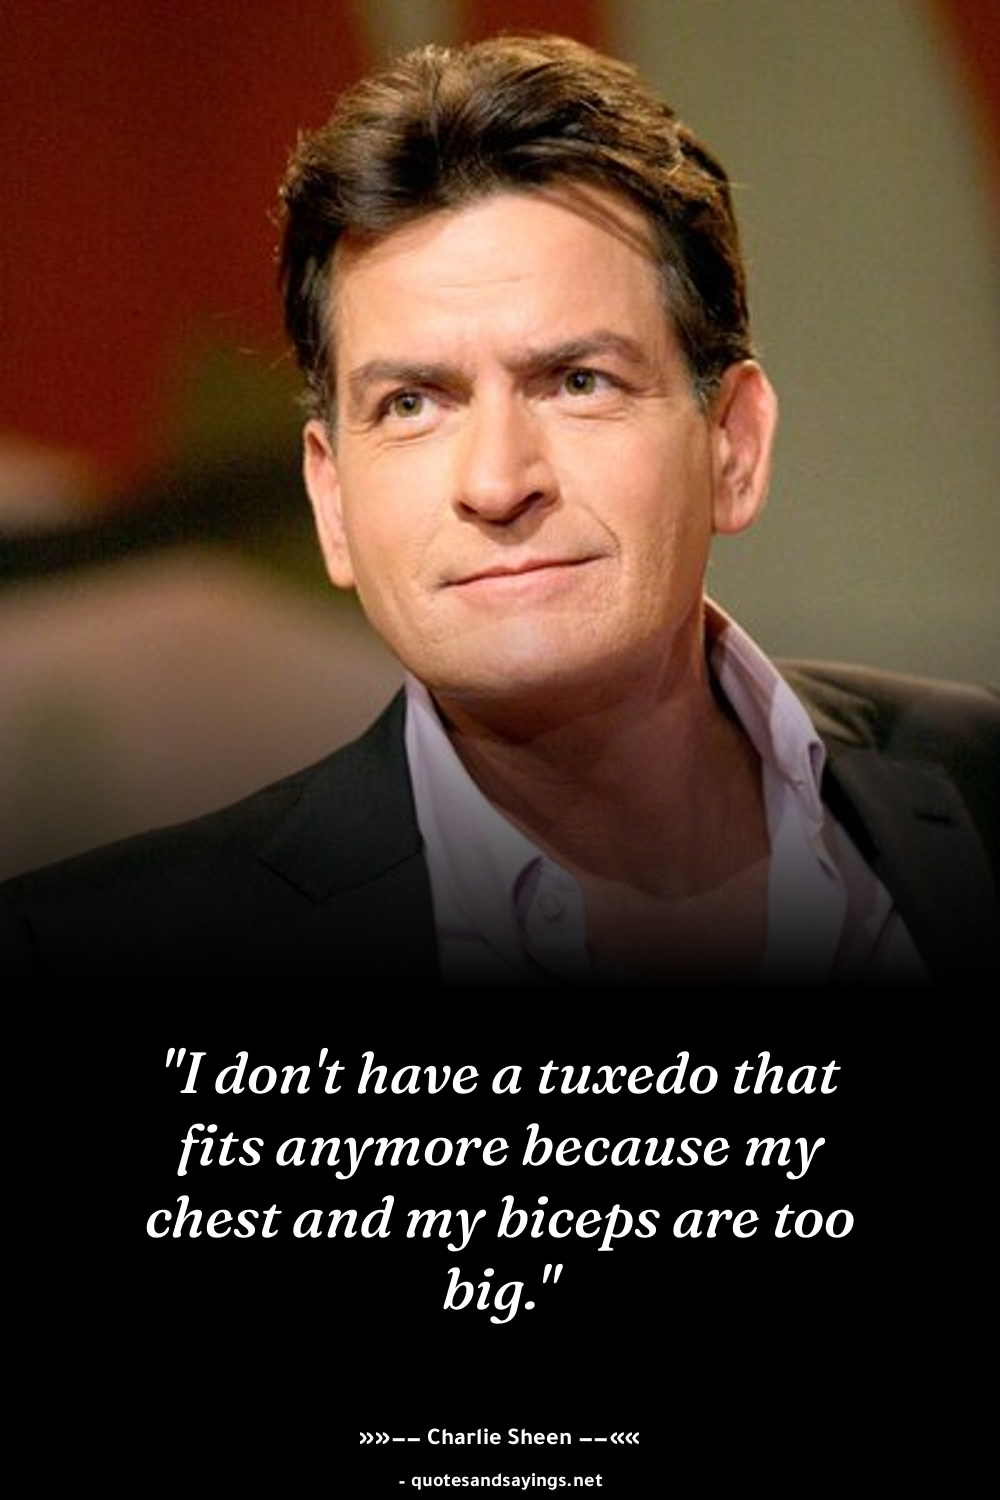 "I don't have a tuxedo that
fits anymore because my
chest and my biceps are too
big."
»»–– Charlie Sheen ––««
- quotesandsayings.net